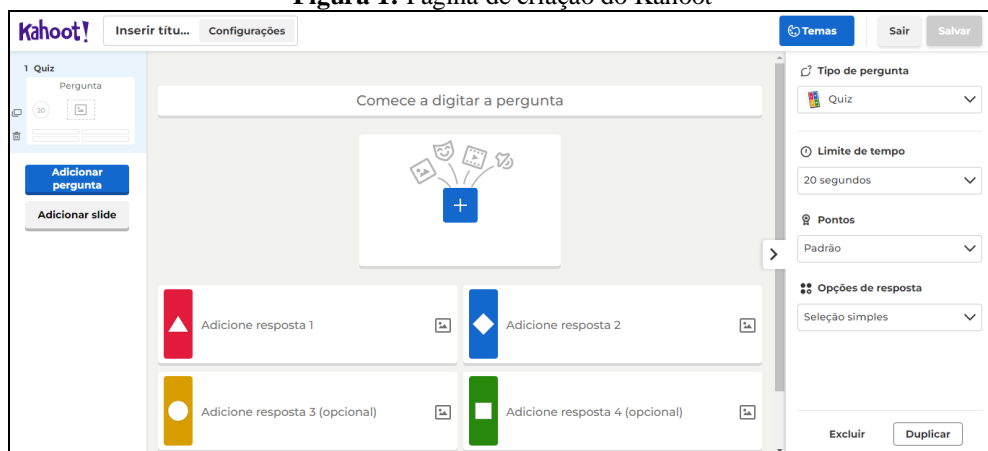 Figura 1. Página de criação do Kahoot
Kahoot!
Inserir títu... Configurações
Temas
Sair
Salvar
1 Quiz
Pergunta
20
Adicionar
pergunta
Adicionar slide
Comece a digitar a pergunta
Adicione resposta 1
Adicione resposta 2
Adicione resposta 3 (opcional)
Adicione resposta 4 (opcional)
Tipo de pergunta
Quiz
Limite de tempo
20 segundos
Pontos
Padrão
Opções de resposta
Seleção simples
Excluir
Duplicar